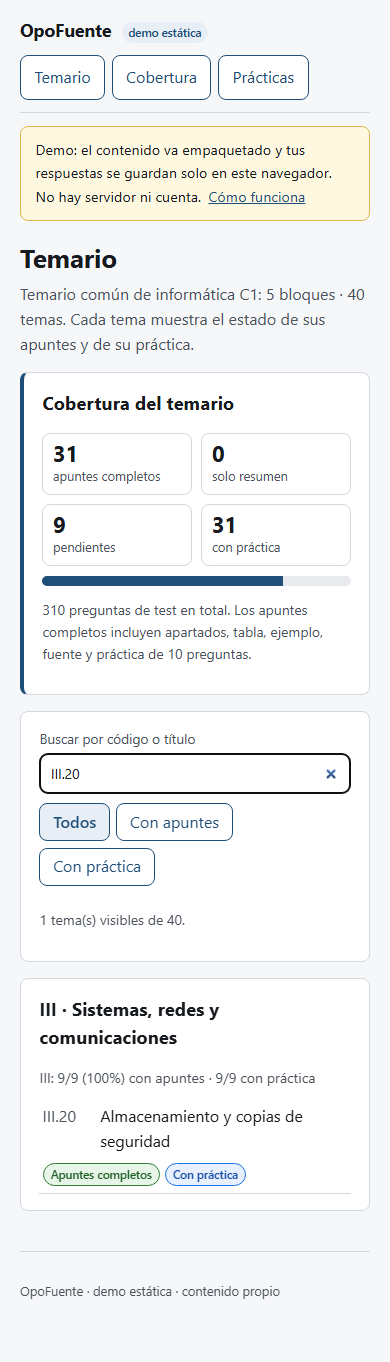 OpoFuente demo estática
Temario Cobertura Prácticas
Demo: el contenido va empaquetado y tus
respuestas se guardan solo en este navegador.
No hay servidor ni cuenta. Cómo funciona
Temario
Temario común de informática C1: 5 bloques · 40
temas. Cada tema muestra el estado de sus
apuntes y de su práctica.
Cobertura del temario
31 0
apuntes completos solo resumen
9 31
pendientes con práctica
310 preguntas de test en total. Los apuntes
completos incluyen apartados, tabla, ejemplo,
fuente y práctica de 10 preguntas.
Buscar por código o título
III.20
Todos Con apuntes
Con práctica
1 tema(s) visibles de 40.
III · Sistemas, redes y
comunicaciones
III: 9/9 (100%) con apuntes · 9/9 con práctica
III.20 Almacenamiento y copias de
seguridad
Apuntes completos Con práctica
OpoFuente · demo estática · contenido propio